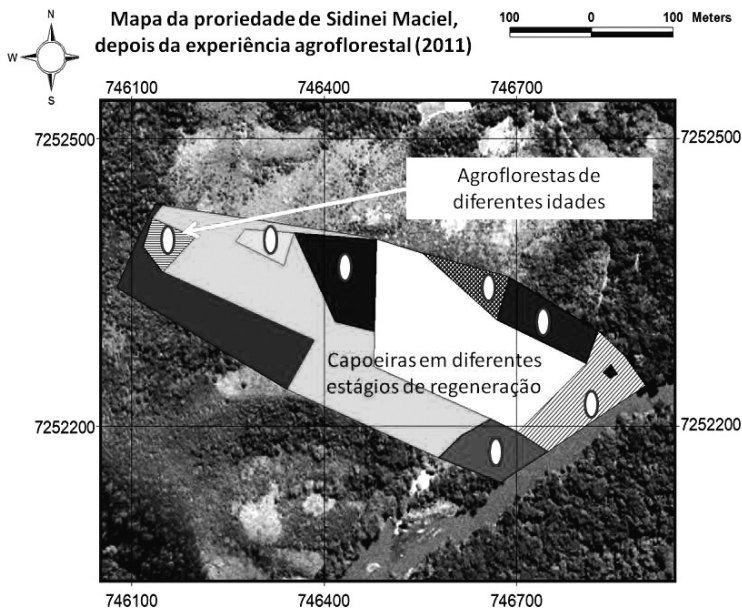 Mapa da proriedade de Sidinei Maciel,
depois da experiência agroflorestal (2011)
N
W
E
S
100 0 100 Meters
746100 746400 746700
7252500 7252500
Agroflorestas de
diferentes idades
Capoeiras em diferentes
estágios de regeneração
7252200 7252200
746100 746400 746700